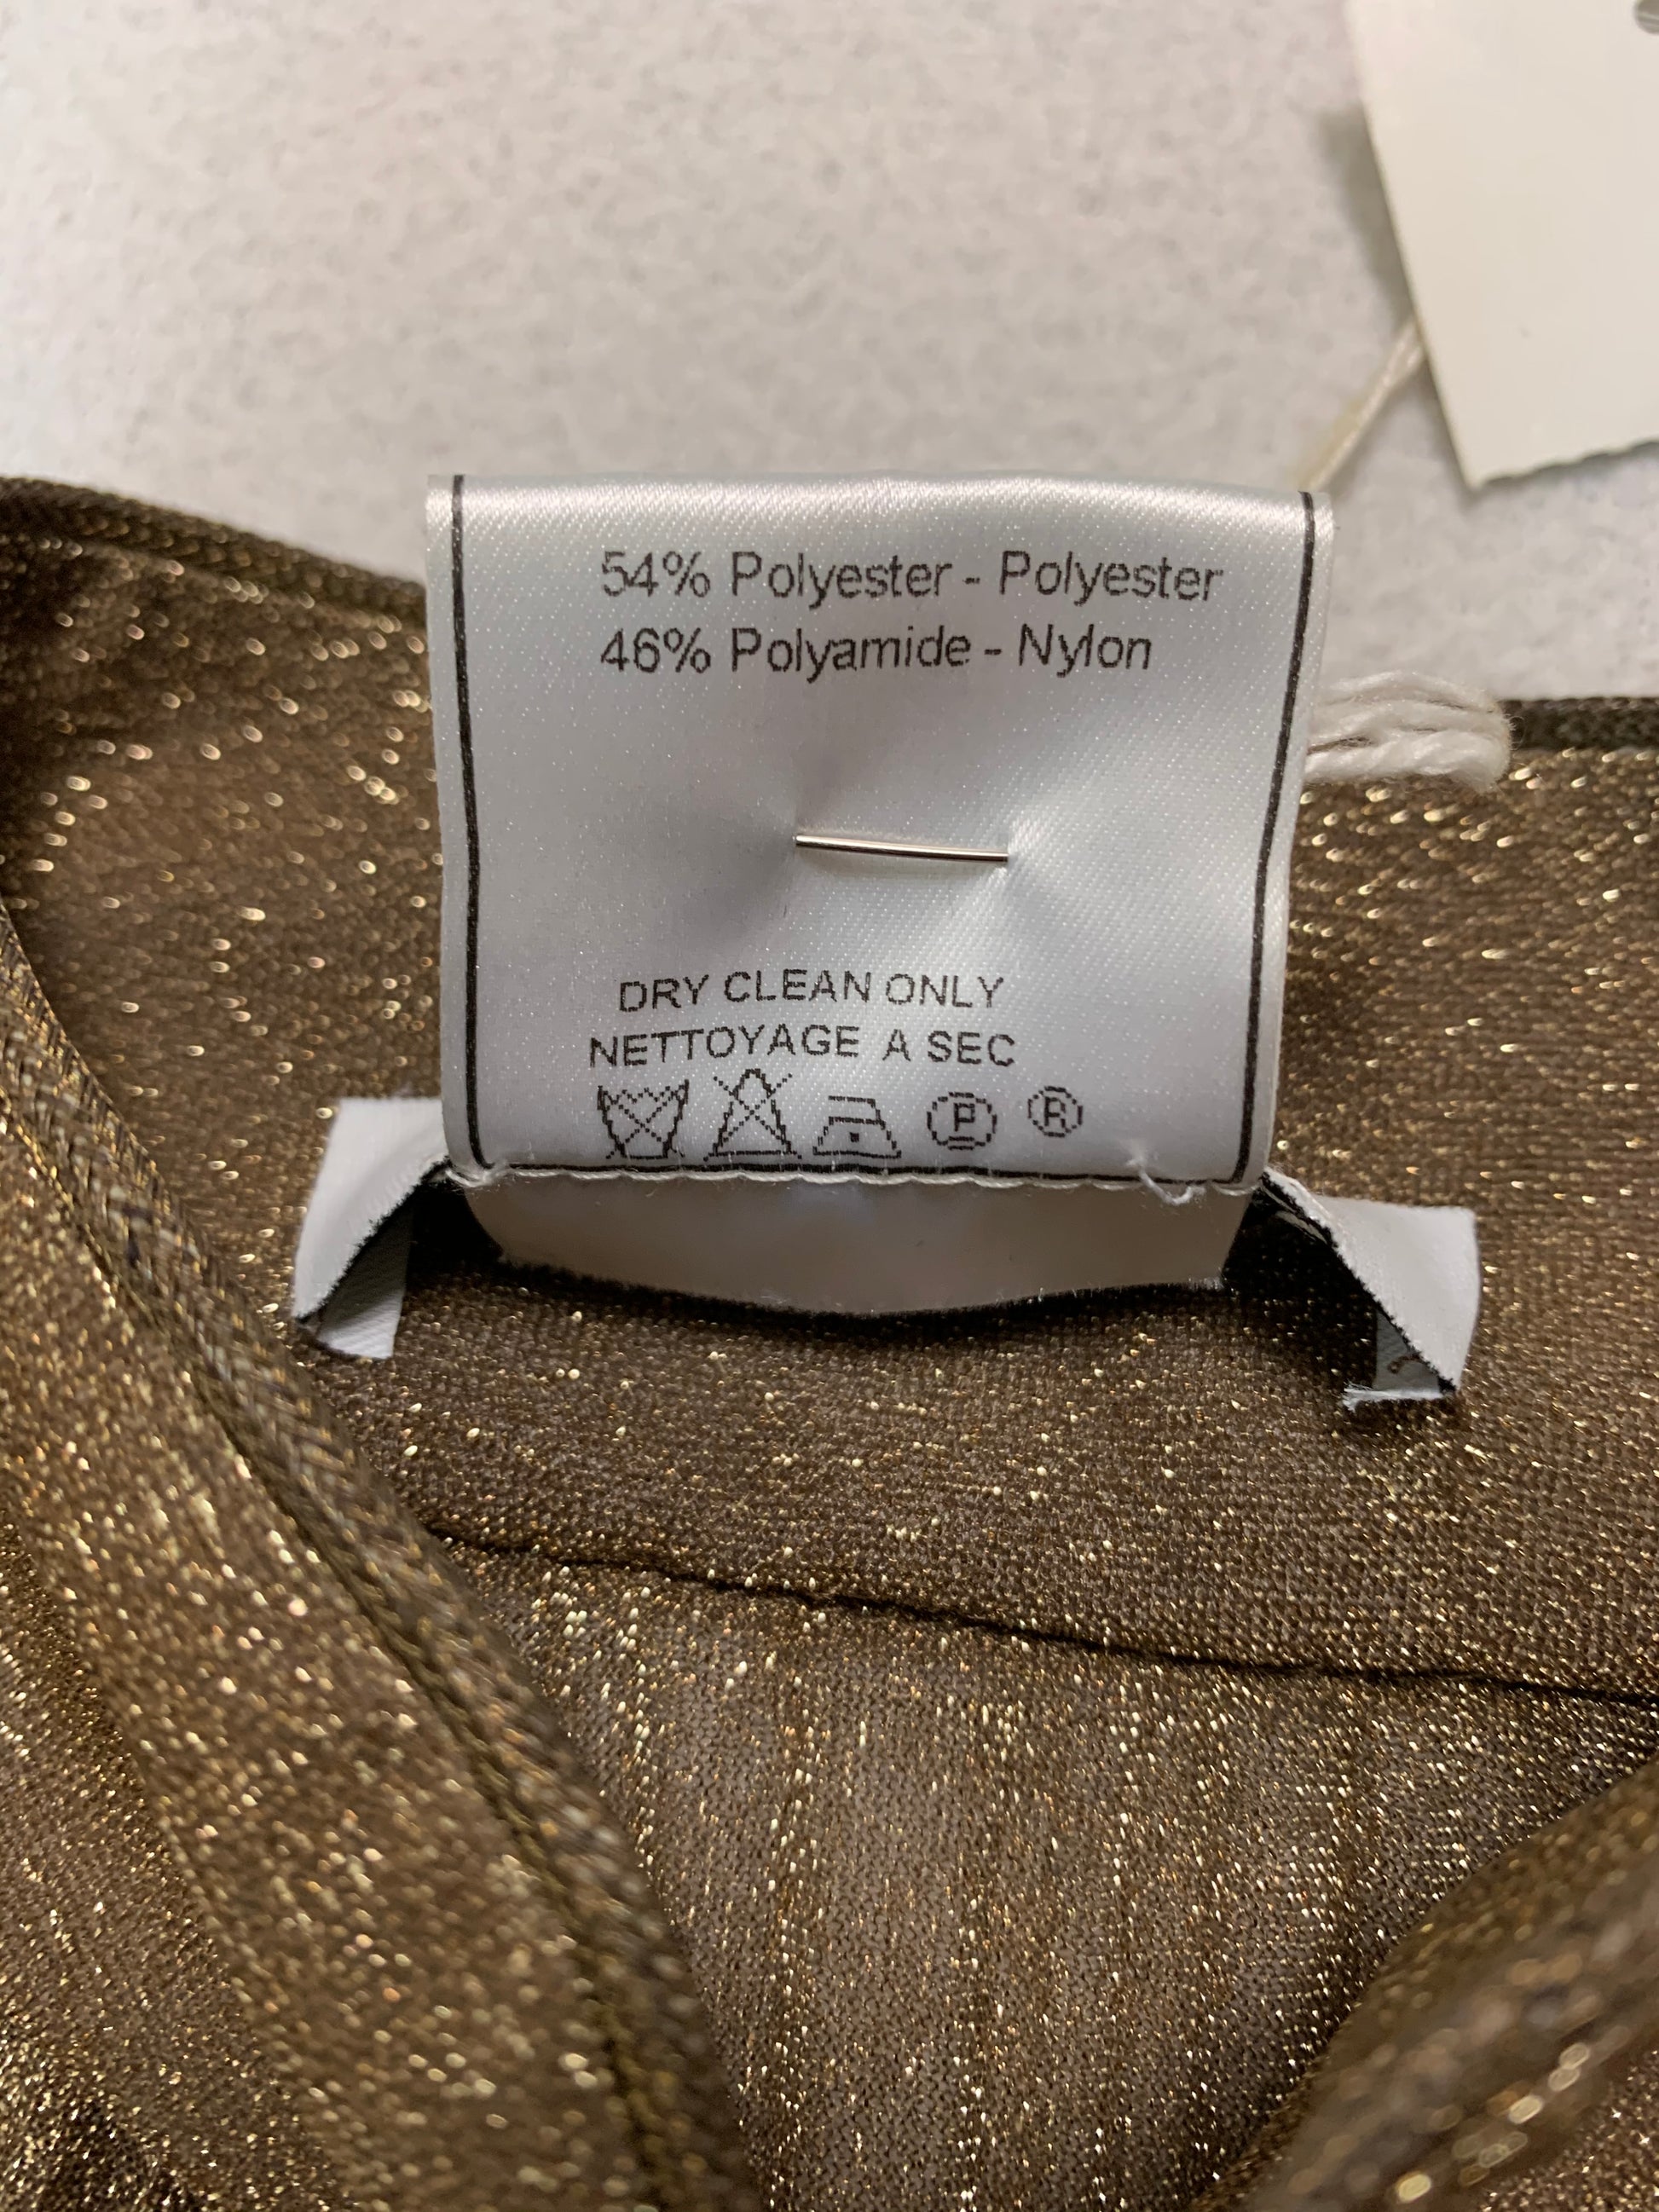 54% Polyester - Polyester
46% Polyamide - Nylon
DRY CLEAN ONLY
NETTOYAGE A SEC
P R